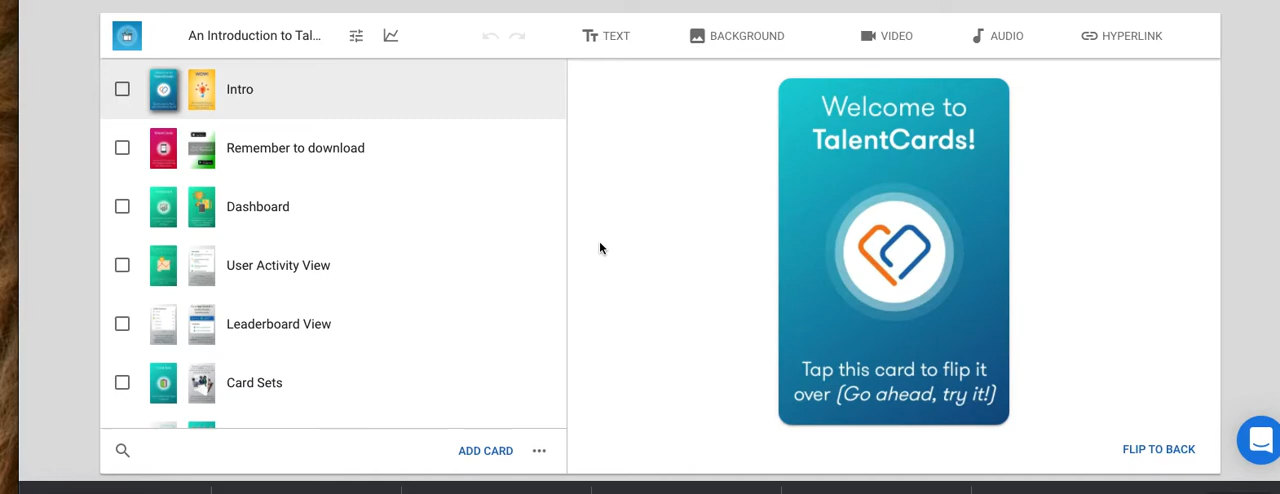 An Introduction to Tal...
TEXT
BACKGROUND
VIDEO
AUDIO
HYPERLINK
Intro
Remember to download
Dashboard
User Activity View
Leaderboard View
Card Sets
ADD CARD
Welcome to
TalentCards!
Tap this card to flip it
over (Go ahead, try it!)
FLIP TO BACK